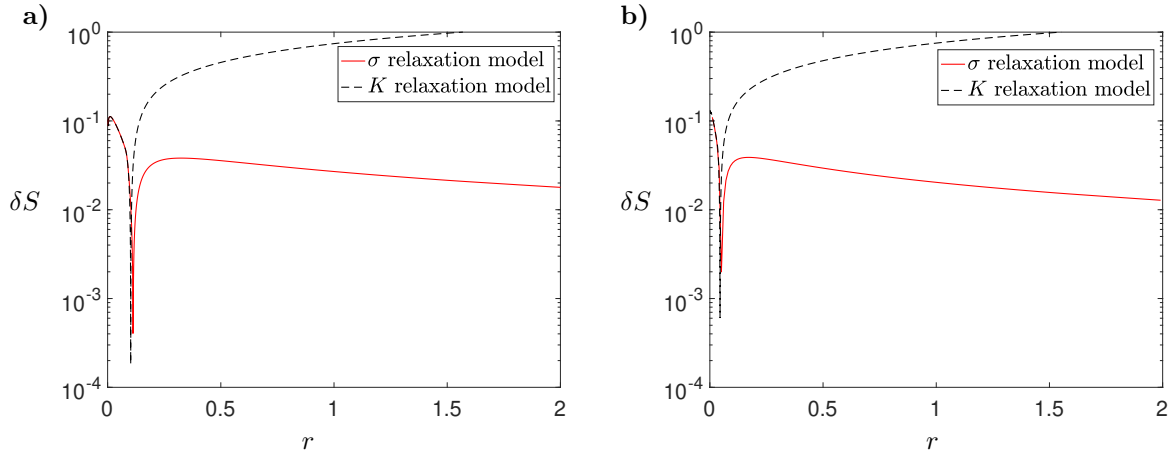 a)
10^0
10^-1
10^-2
10^-3
10^-4
δS
σ relaxation model
K relaxation model
0
0.5
1
1.5
2
r
b)
10^0
10^-1
10^-2
10^-3
10^-4
δS
σ relaxation model
K relaxation model
0
0.5
1
1.5
2
r